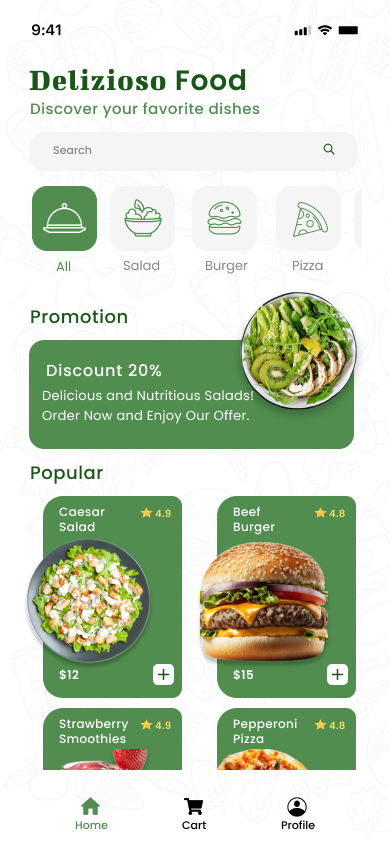 9:41
Delizioso Food
Discover your favorite dishes
Search
All
Salad
Burger
Pizza
Promotion
Discount 20%
Delicious and Nutritious Salads!
Order Now and Enjoy Our Offer.
Popular
Caesar
Salad
4.9
$12
Beef
Burger
4.8
$15
Strawberry
Smoothies
4.9
Pepperoni
Pizza
4.8
Home
Cart
Profile